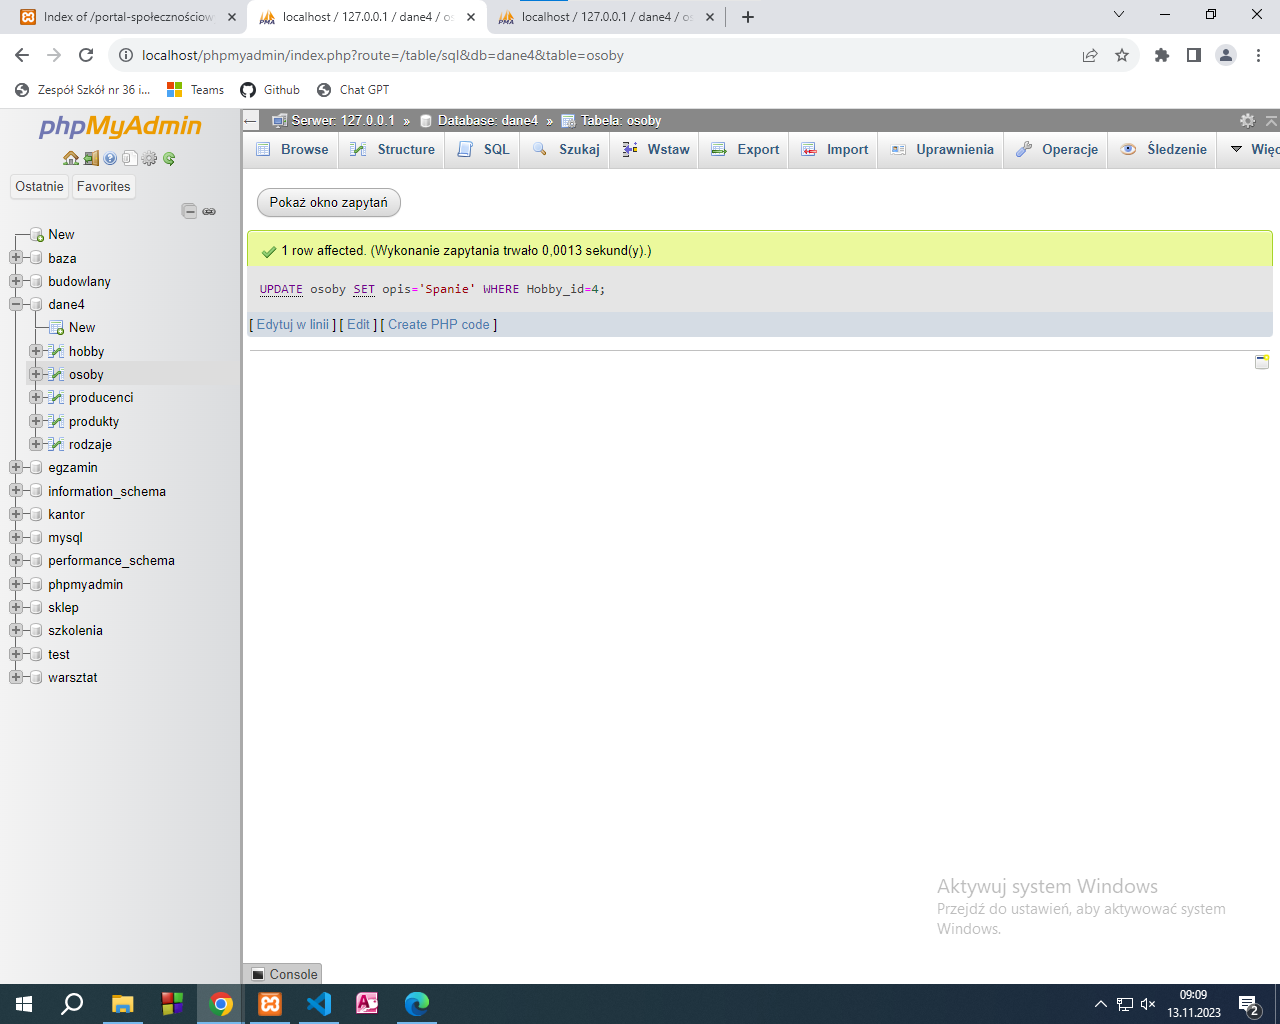 Index of /portal-społecznościow
localhost / 127.0.0.1 / dane4 / os
localhost / 127.0.0.1 / dane4 / os
localhost/phpmyadmin/index.php?route=/table/sql&db=dane4&table=osoby
Zespół Szkół nr 36 i... Teams Github Chat GPT
phpMyAdmin
Ostatnie Favorites
New
baza
budowlany
dane4
New
hobby
osoby
producenci
produkty
rodzaje
egzamin
information_schema
kantor
mysql
performance_schema
phpmyadmin
sklep
szkolenia
test
warsztat
Serwer: 127.0.0.1 » Database: dane4 » Tabela: osoby
Browse Structure SQL Szukaj Wstaw Export Import Uprawnienia Operacje Śledzenie Więc
Pokaż okno zapytań
1 row affected. (Wykonanie zapytania trwało 0,0013 sekund(y).)
UPDATE osoby SET opis='Spanie' WHERE Hobby_id=4;
[ Edytuj w linii ] [ Edit ] [ Create PHP code ]
Aktywuj system Windows
Przejdź do ustawień, aby aktywować system
Windows.
Console
09:09
13.11.2023
2